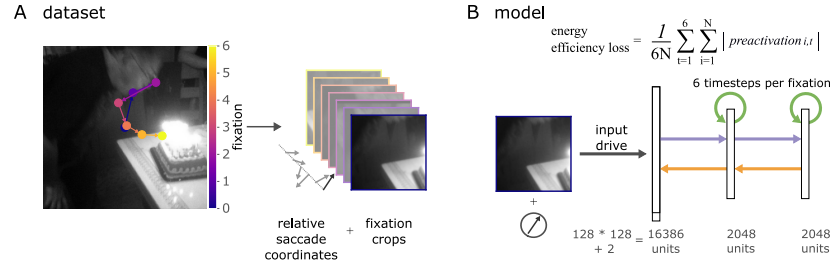 A dataset
6
5
4
3
2
1
0
fixation
relative
saccade
coordinates
+
fixation
crops
B model
energy
efficiency loss
= 1/6N ∑ t=1 6 ∑ i=1 N | preactivation i,t |
6 timesteps per fixation
input
drive
+
128 * 128
+ 2
= 16386
units
2048
units
2048
units